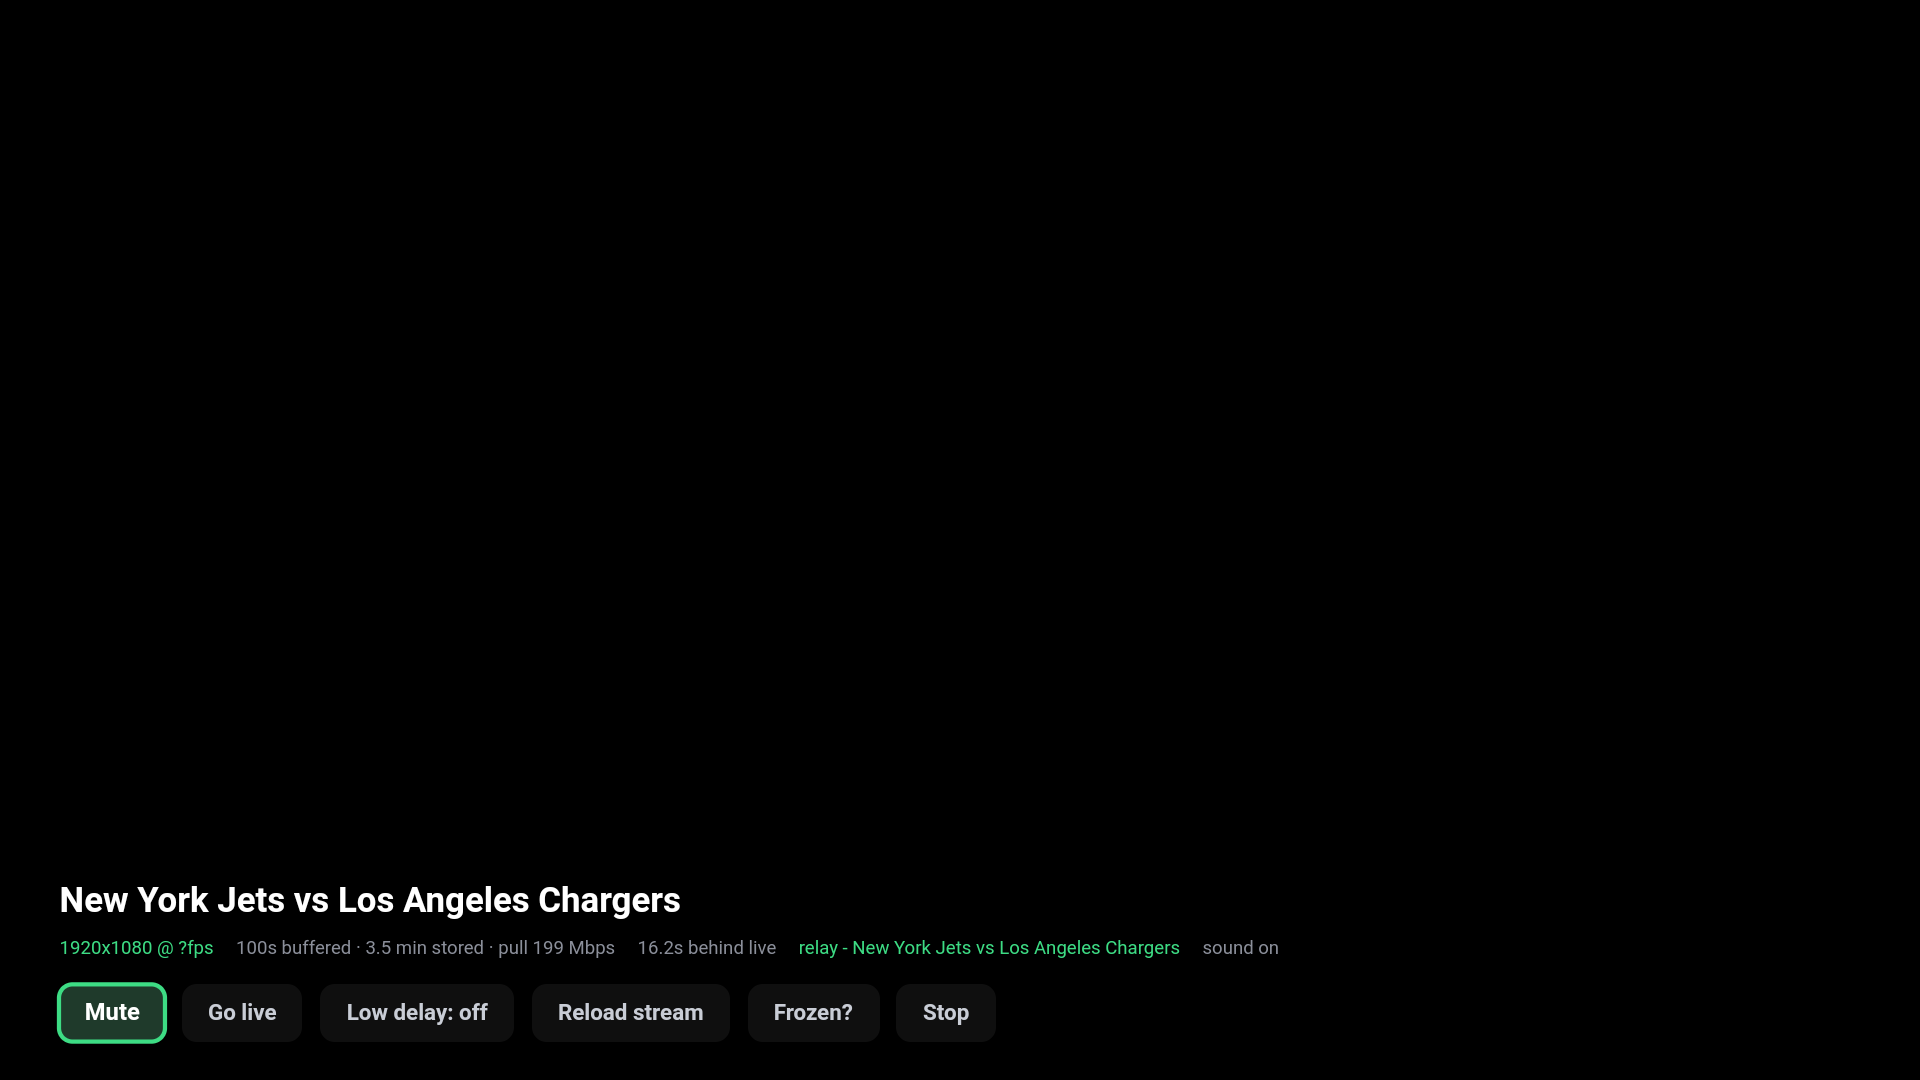 New York Jets vs Los Angeles Chargers
1920x1080 @ ?fps 100s buffered · 3.5 min stored · pull 199 Mbps 16.2s behind live relay - New York Jets vs Los Angeles Chargers sound on
Mute Go live Low delay: off Reload stream Frozen? Stop